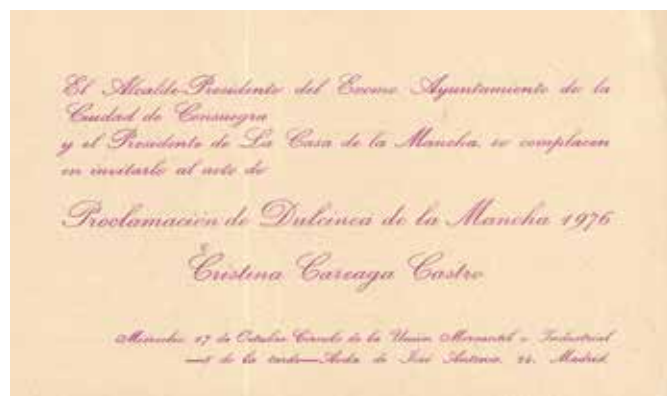 El Alcalde-Presidente del Excmo Ayuntamiento de la
Ciudad de Consuegra
y el Presidente de La Casa de la Mancha, se complacen
en invitarle al acto de
Proclamación de Dulcinea de la Mancha 1976
Cristina Careaga Castro
Miércoles 27 de Octubre Círculo de la Unión Mercantil e Industrial
de la tarde—Avda. de José Antonio, 24. Madrid